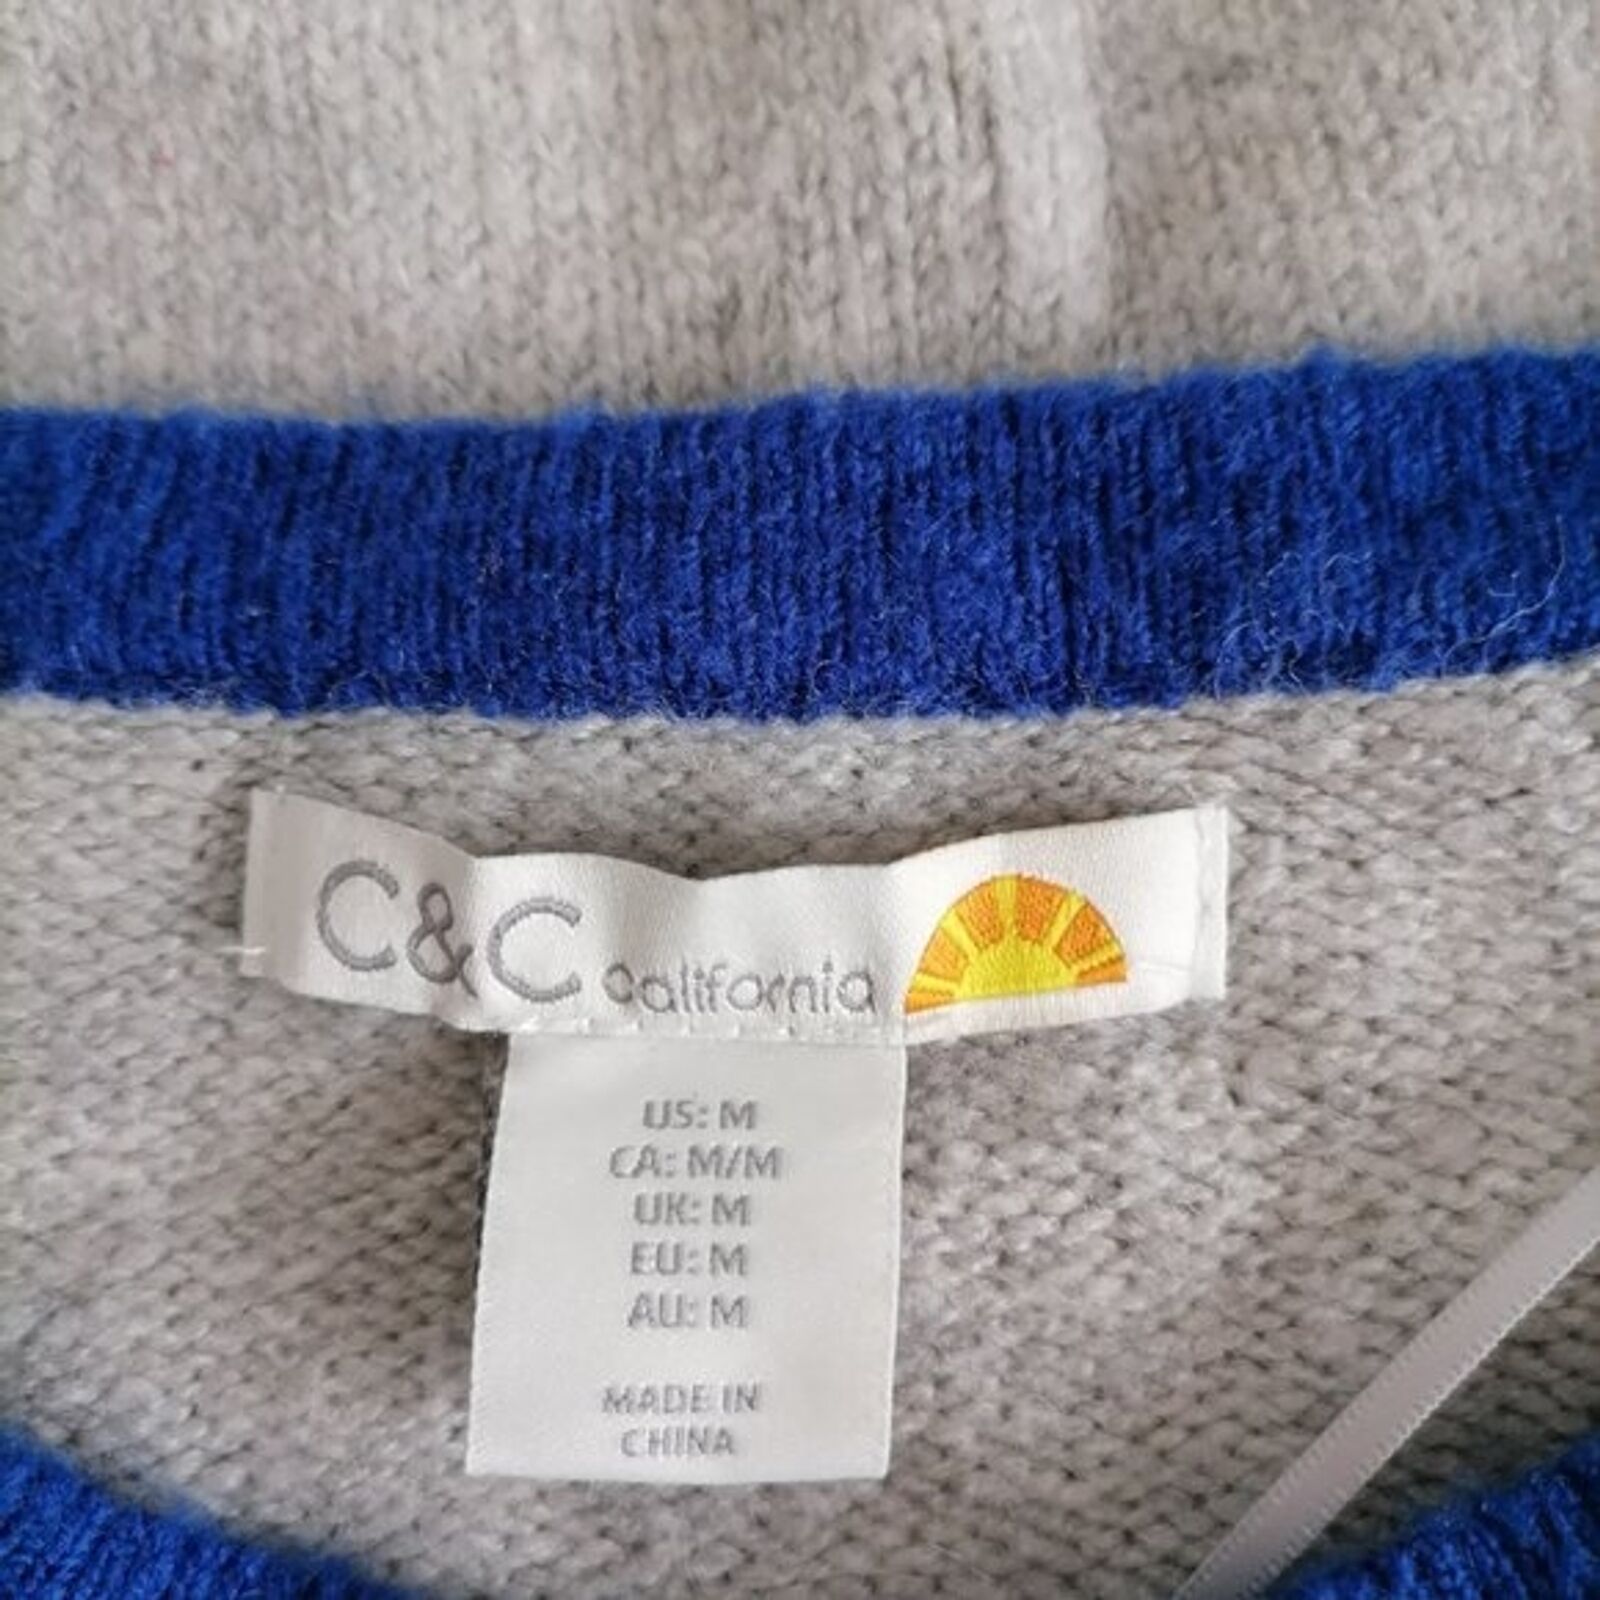 C&C california
US: M
CA: M/M
UK: M
EU: M
AU: M
MADE IN
CHINA